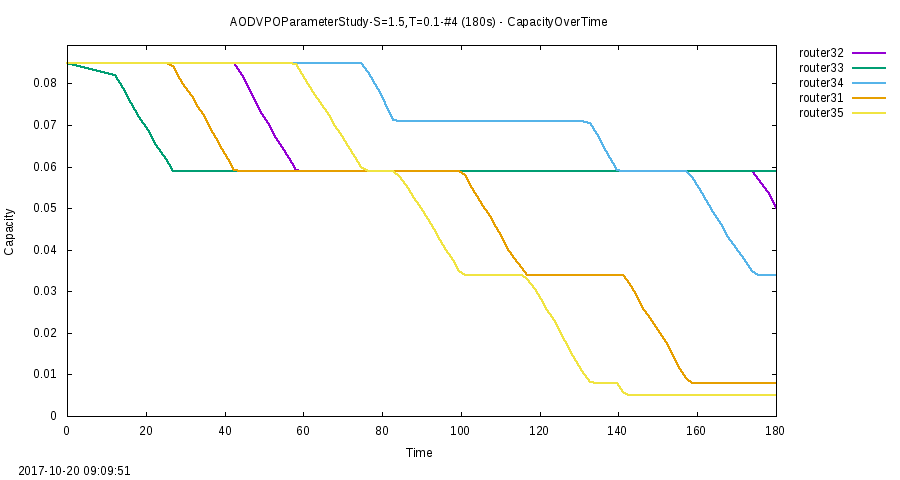 AODVPOParameterStudy-S=1.5,T=0.1-#4 (180s) - CapacityOverTime
router32
router33
router34
router31
router35
0.08
0.07
0.06
0.05
0.04
0.03
0.02
0.01
0
Capacity
0 20 40 60 80 100 120 140 160 180
Time
2017-10-20 09:09:51